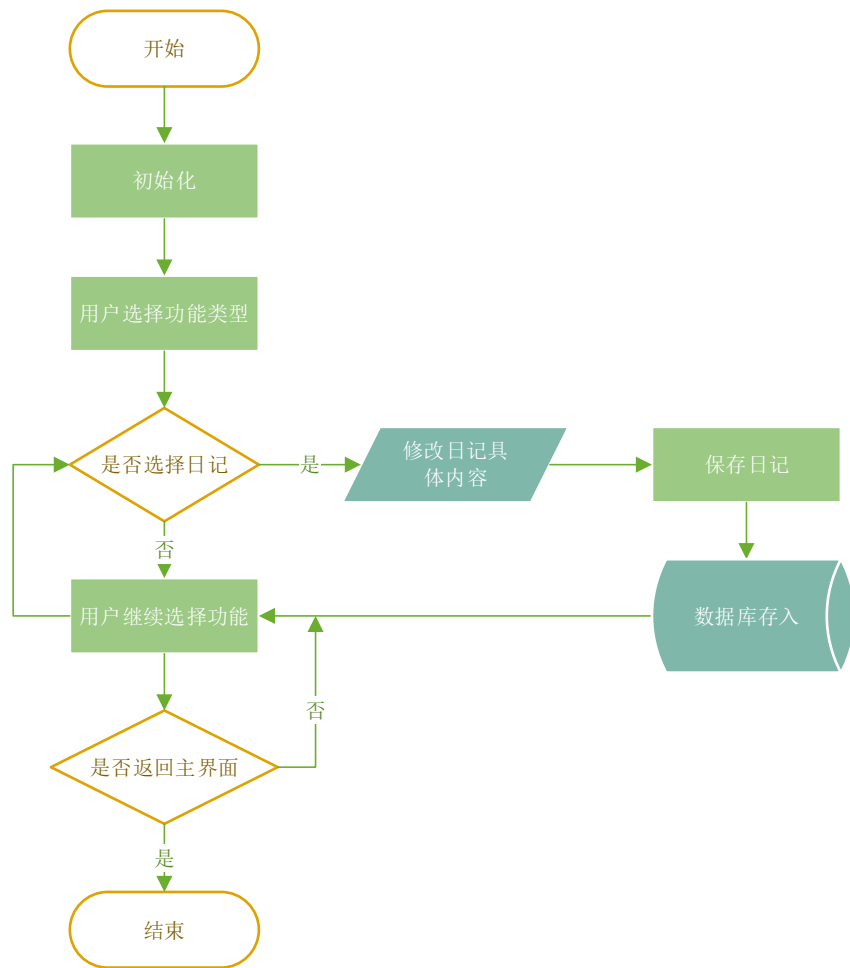 开始
初始化
用户选择功能类型
是否选择日记
是
修改日记具
体内容
保存日记
否
用户继续选择功能
数据库存入
否
是否返回主界面
是
结束